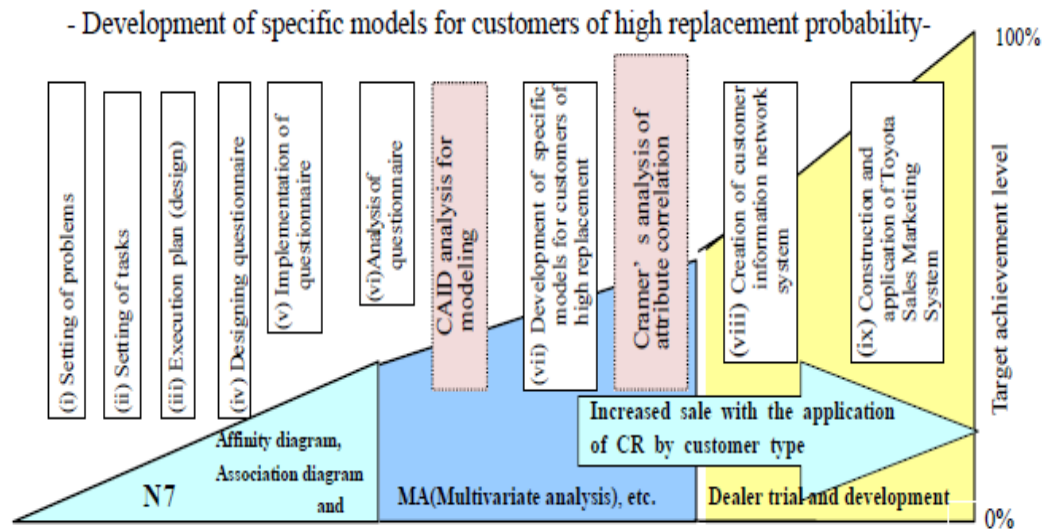 - Development of specific models for customers of high replacement probability-
100%
(i) Setting of problems
(ii) Setting of tasks
(iii) Execution plan (design)
(iv) Designing questionnaire
(v) Implementation of
questionnaire
(vi)Analysis of
questionnaire
CAID analysis for
modeling
(vii) Development of specific
models for customers of
high replacement
Cramer’s analysis of
attribute correlation
(viii) Creation of customer
information network
system
(ix) Construction and
application of Toyota
Sales Marketing
System
Target achievement level
Increased sale with the application
of CR by customer type
Affinity diagram,
Association diagram
and
N7
MA(Multivariate analysis), etc.
Dealer trial and development
0%